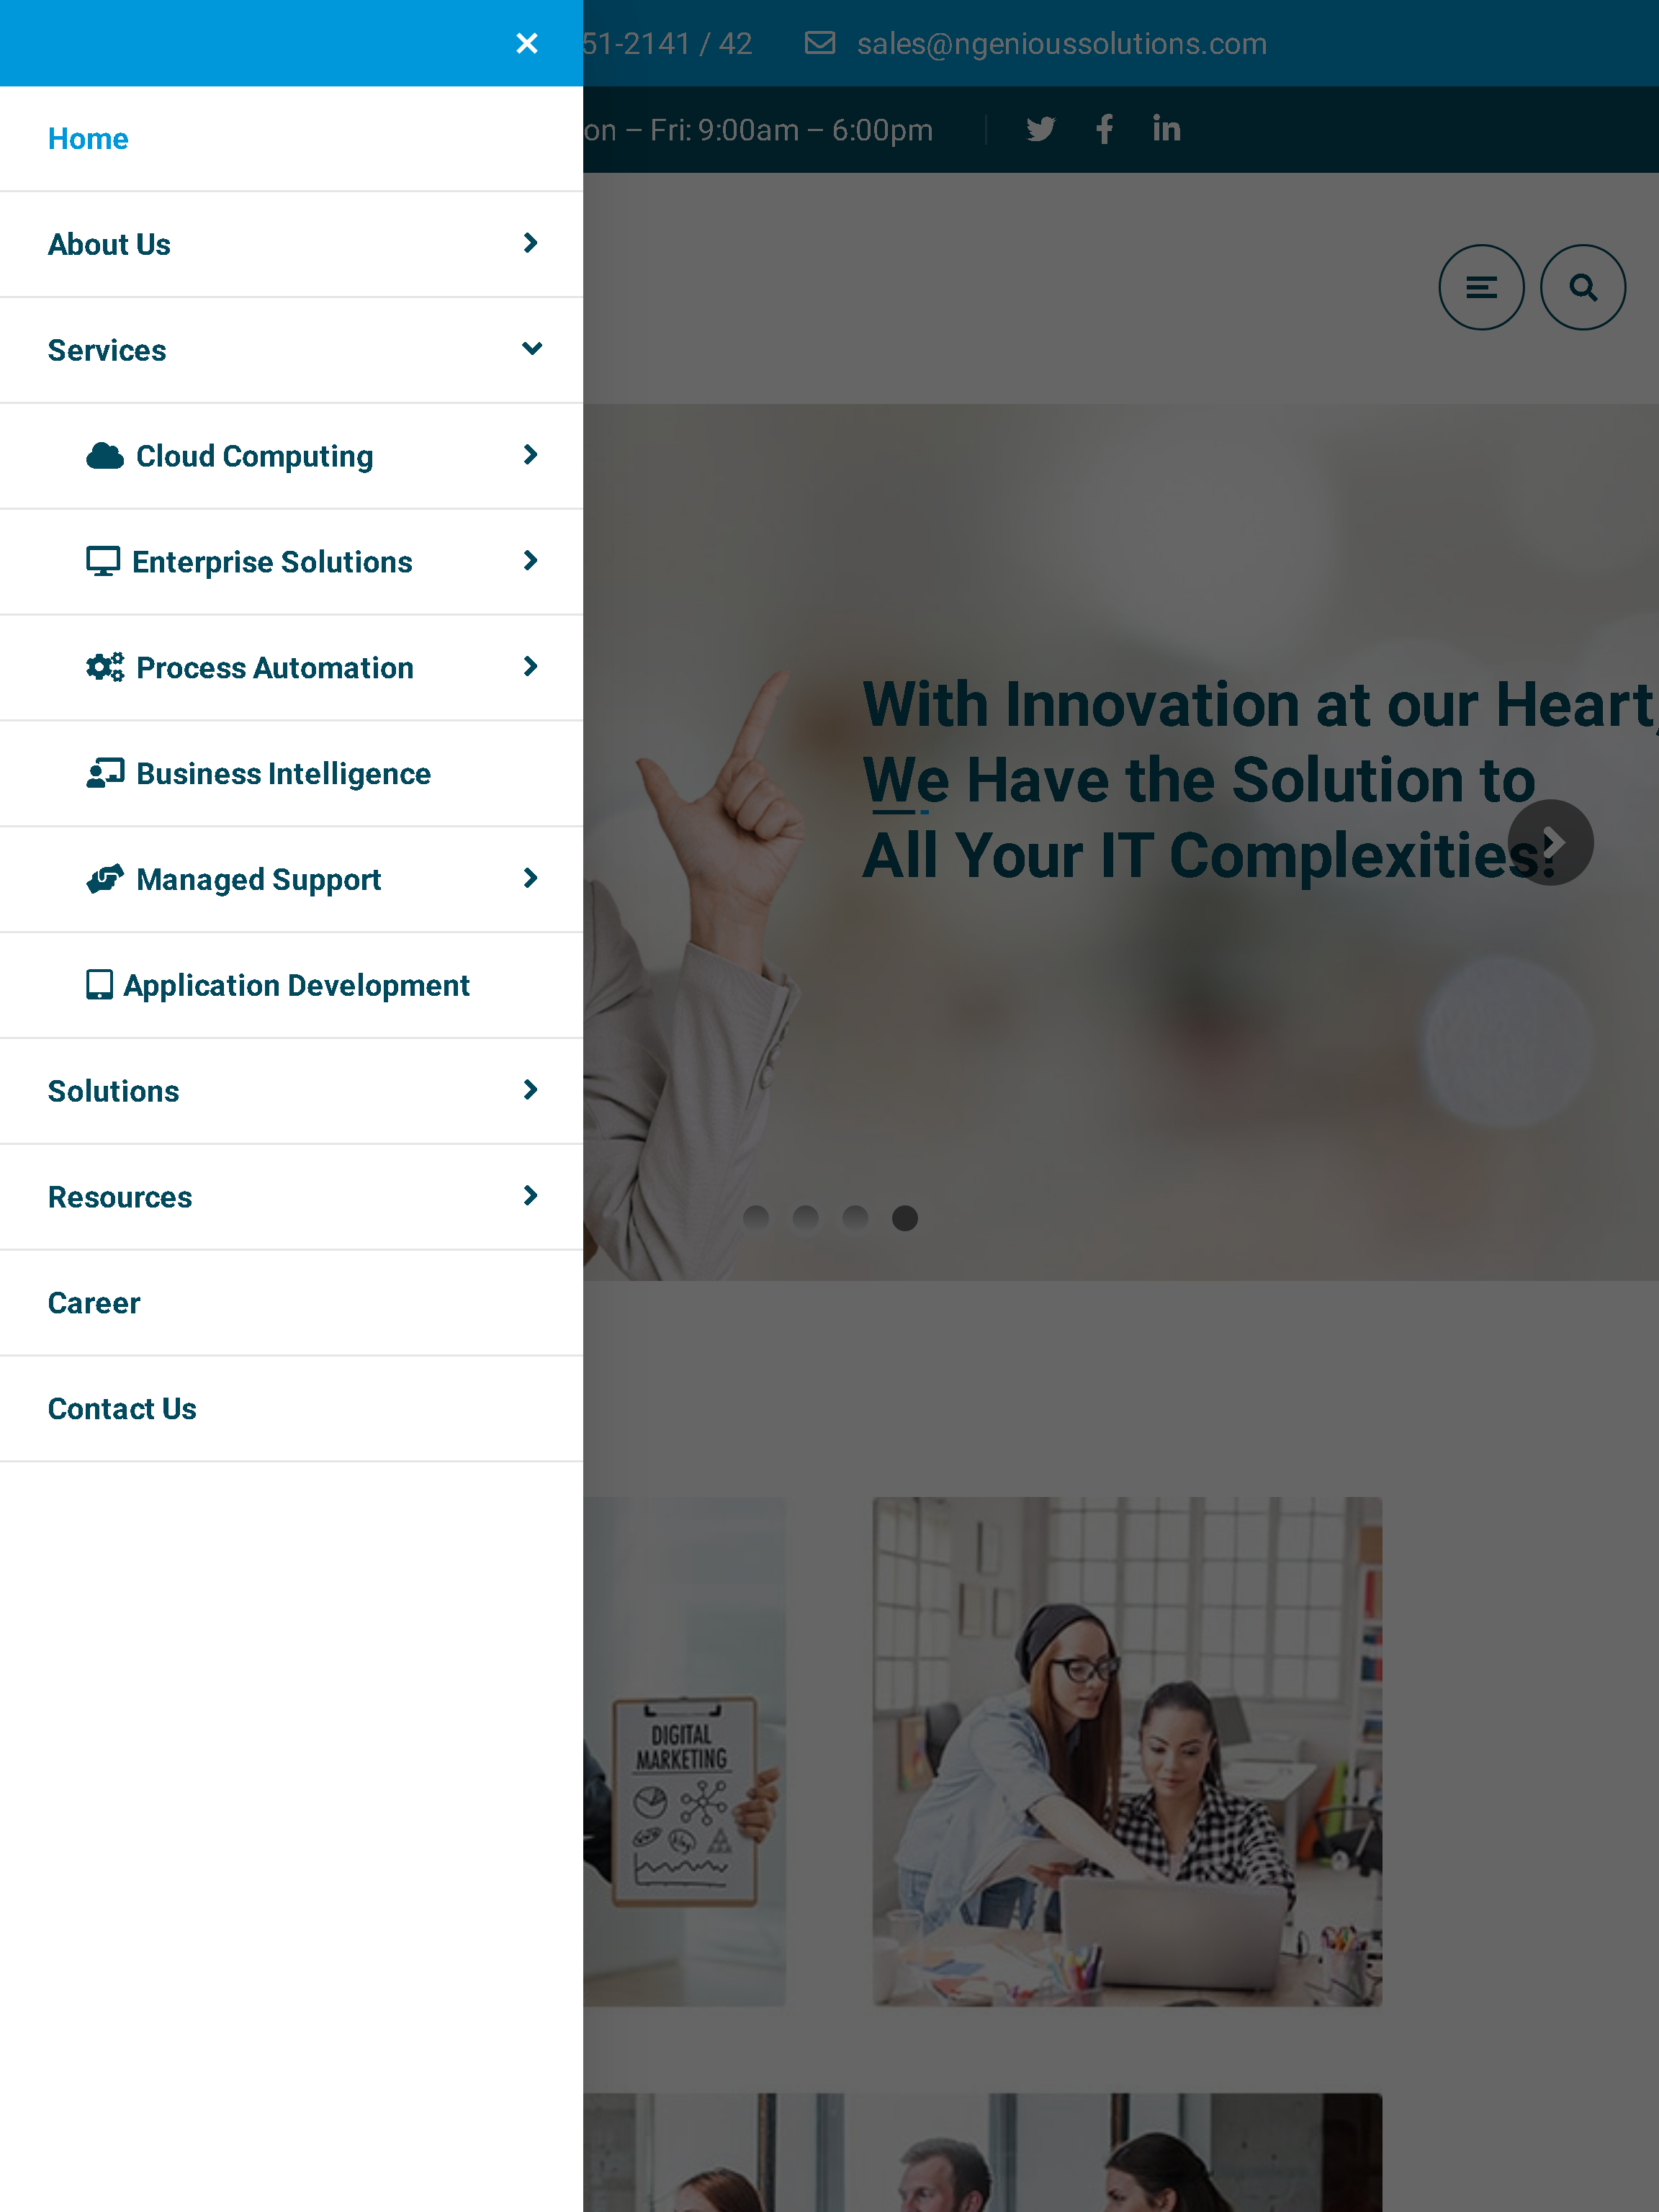 51-2141 / 42
sales@ngenioussolutions.com
on – Fri: 9:00am – 6:00pm
Home
About Us
Services
Cloud Computing
Enterprise Solutions
Process Automation
Business Intelligence
Managed Support
Application Development
Solutions
Resources
Career
Contact Us
With Innovation at our Heart,
We Have the Solution to
All Your IT Complexities!
DIGITAL
MARKETING